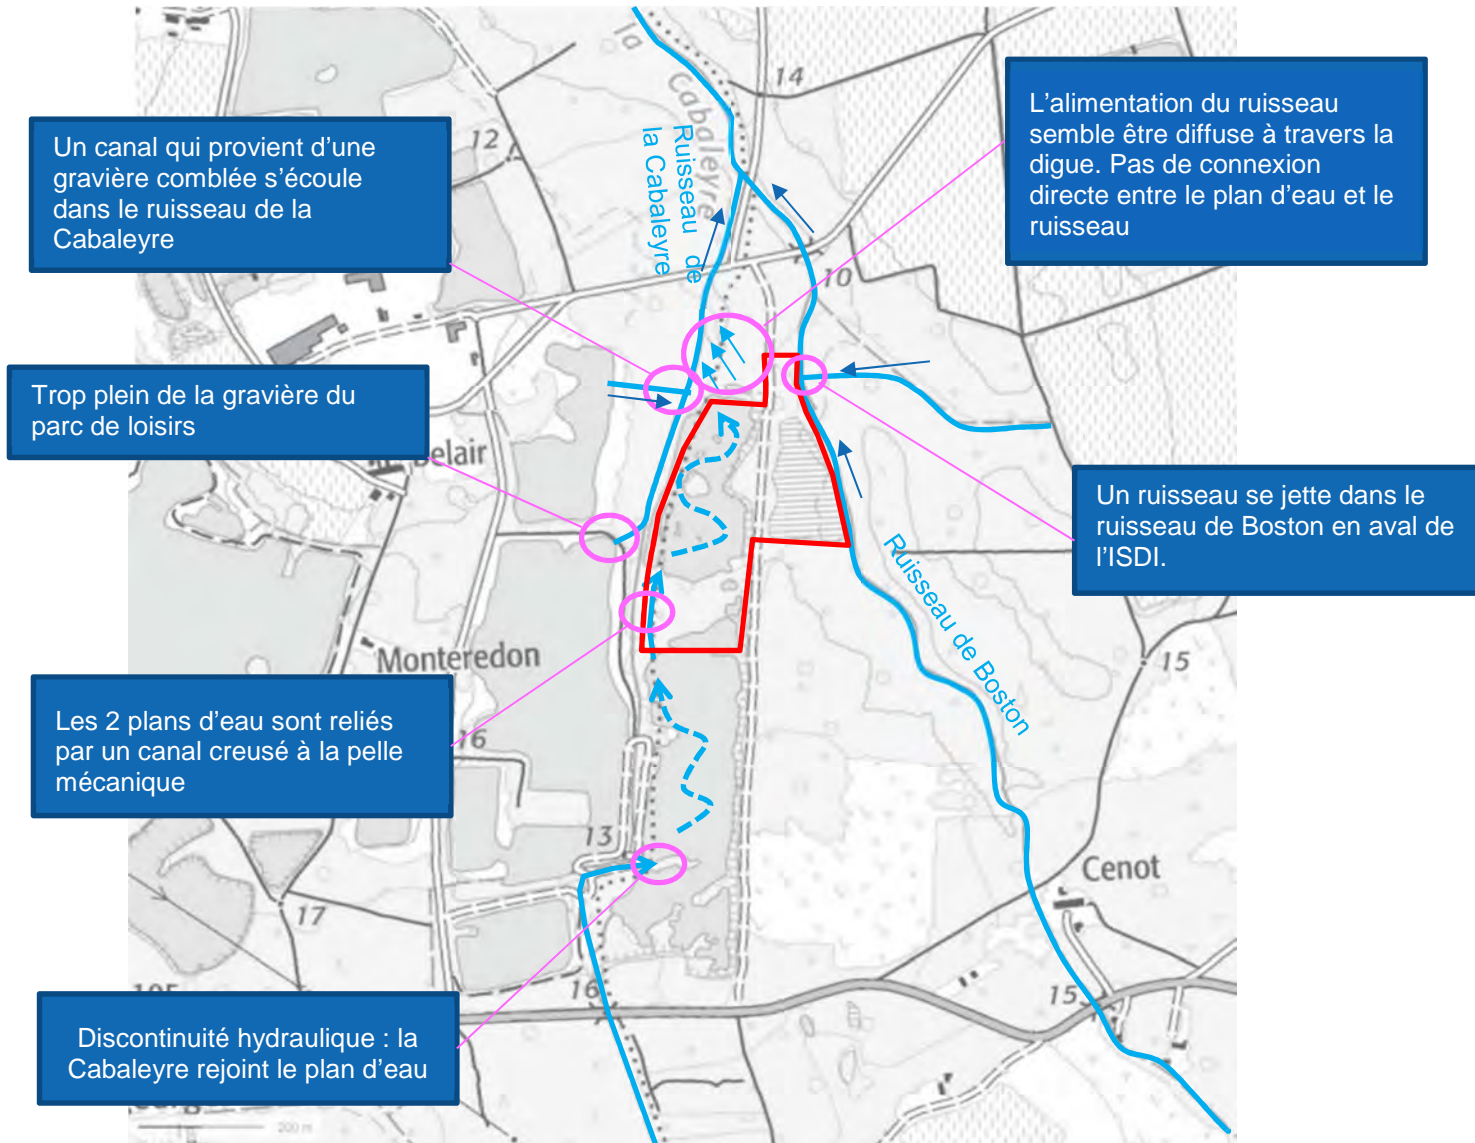 la
Cabaleyre
14
12
L’alimentation du ruisseau
semble être diffuse à travers la
digue. Pas de connexion
directe entre le plan d’eau et le
ruisseau
Un canal qui provient d’une
gravière comblée s’écoule
dans le ruisseau de la
Cabaleyre
Ruisseau de
la Cabaleyre
10
Trop plein de la gravière du
parc de loisirs
Belair
Un ruisseau se jette dans le
ruisseau de Boston en aval de
l’ISDI.
Ruisseau de Boston
Monteredon
15
Les 2 plans d’eau sont reliés
par un canal creusé à la pelle
mécanique
16
13
Cenot
17
16
15
Discontinuité hydraulique : la
Cabaleyre rejoint le plan d’eau
200 m